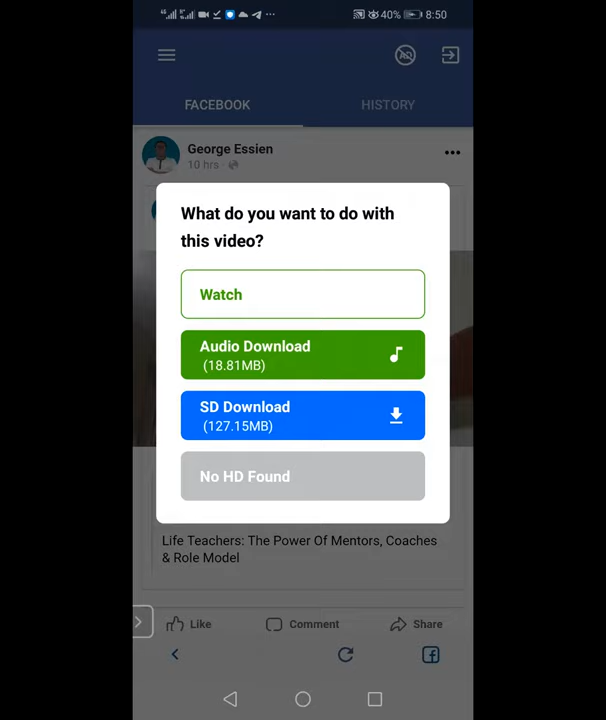 40% 8:50
FACEBOOK HISTORY
George Essien
10 hrs ·
What do you want to do with
this video?
Watch
Audio Download
(18.81MB)
SD Download
(127.15MB)
No HD Found
Life Teachers: The Power Of Mentors, Coaches
& Role Model
Like Comment Share